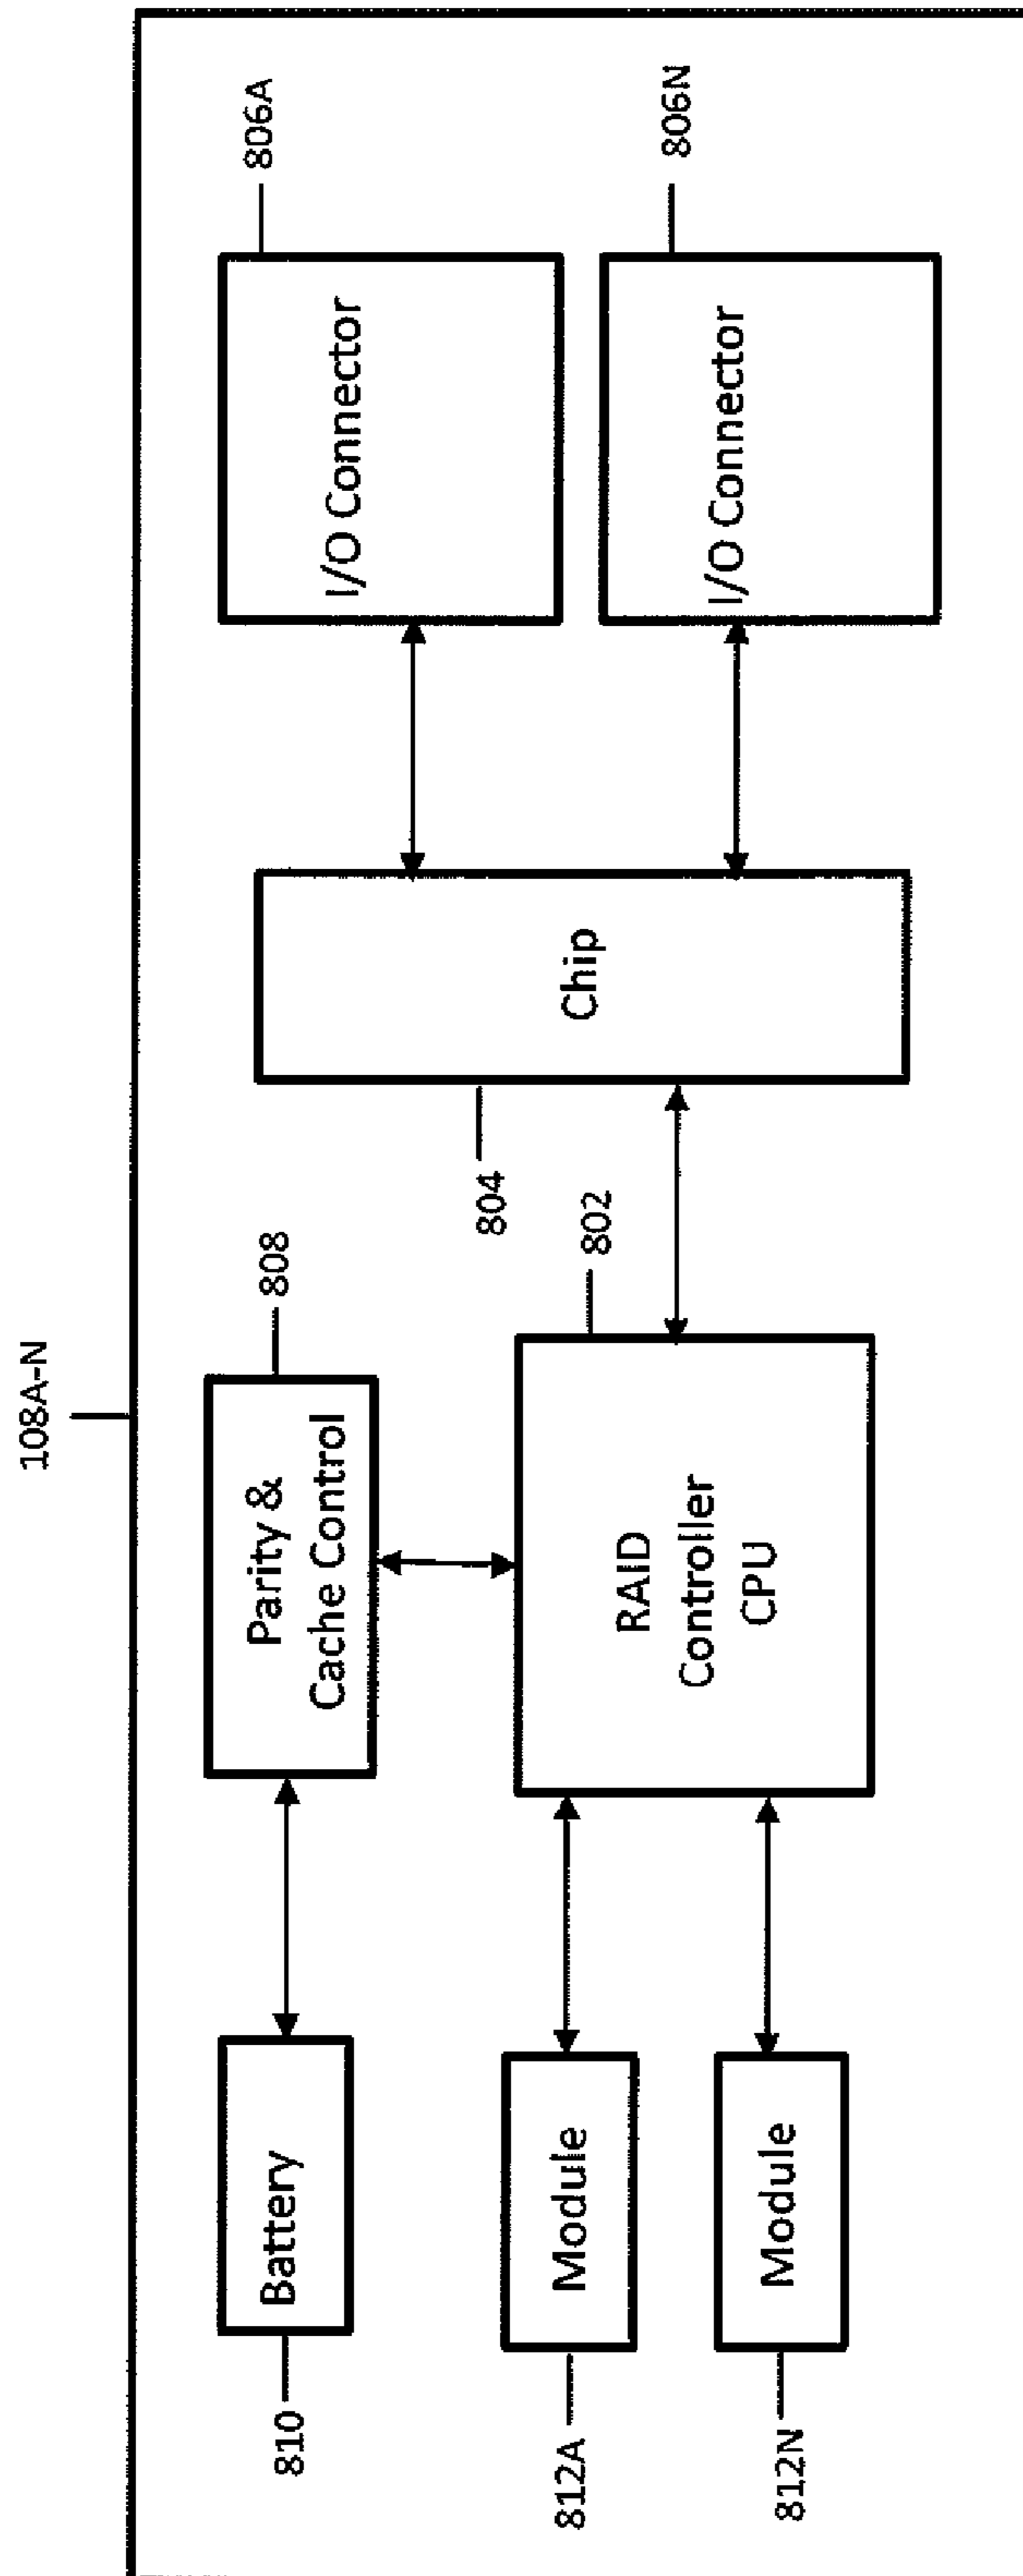 108A-N
810
Battery
Parity &
Cache Control
808
806A
I/O Connector
804
Chip
812A
Module
RAID
Controller
CPU
802
812N
Module
I/O Connector
806N